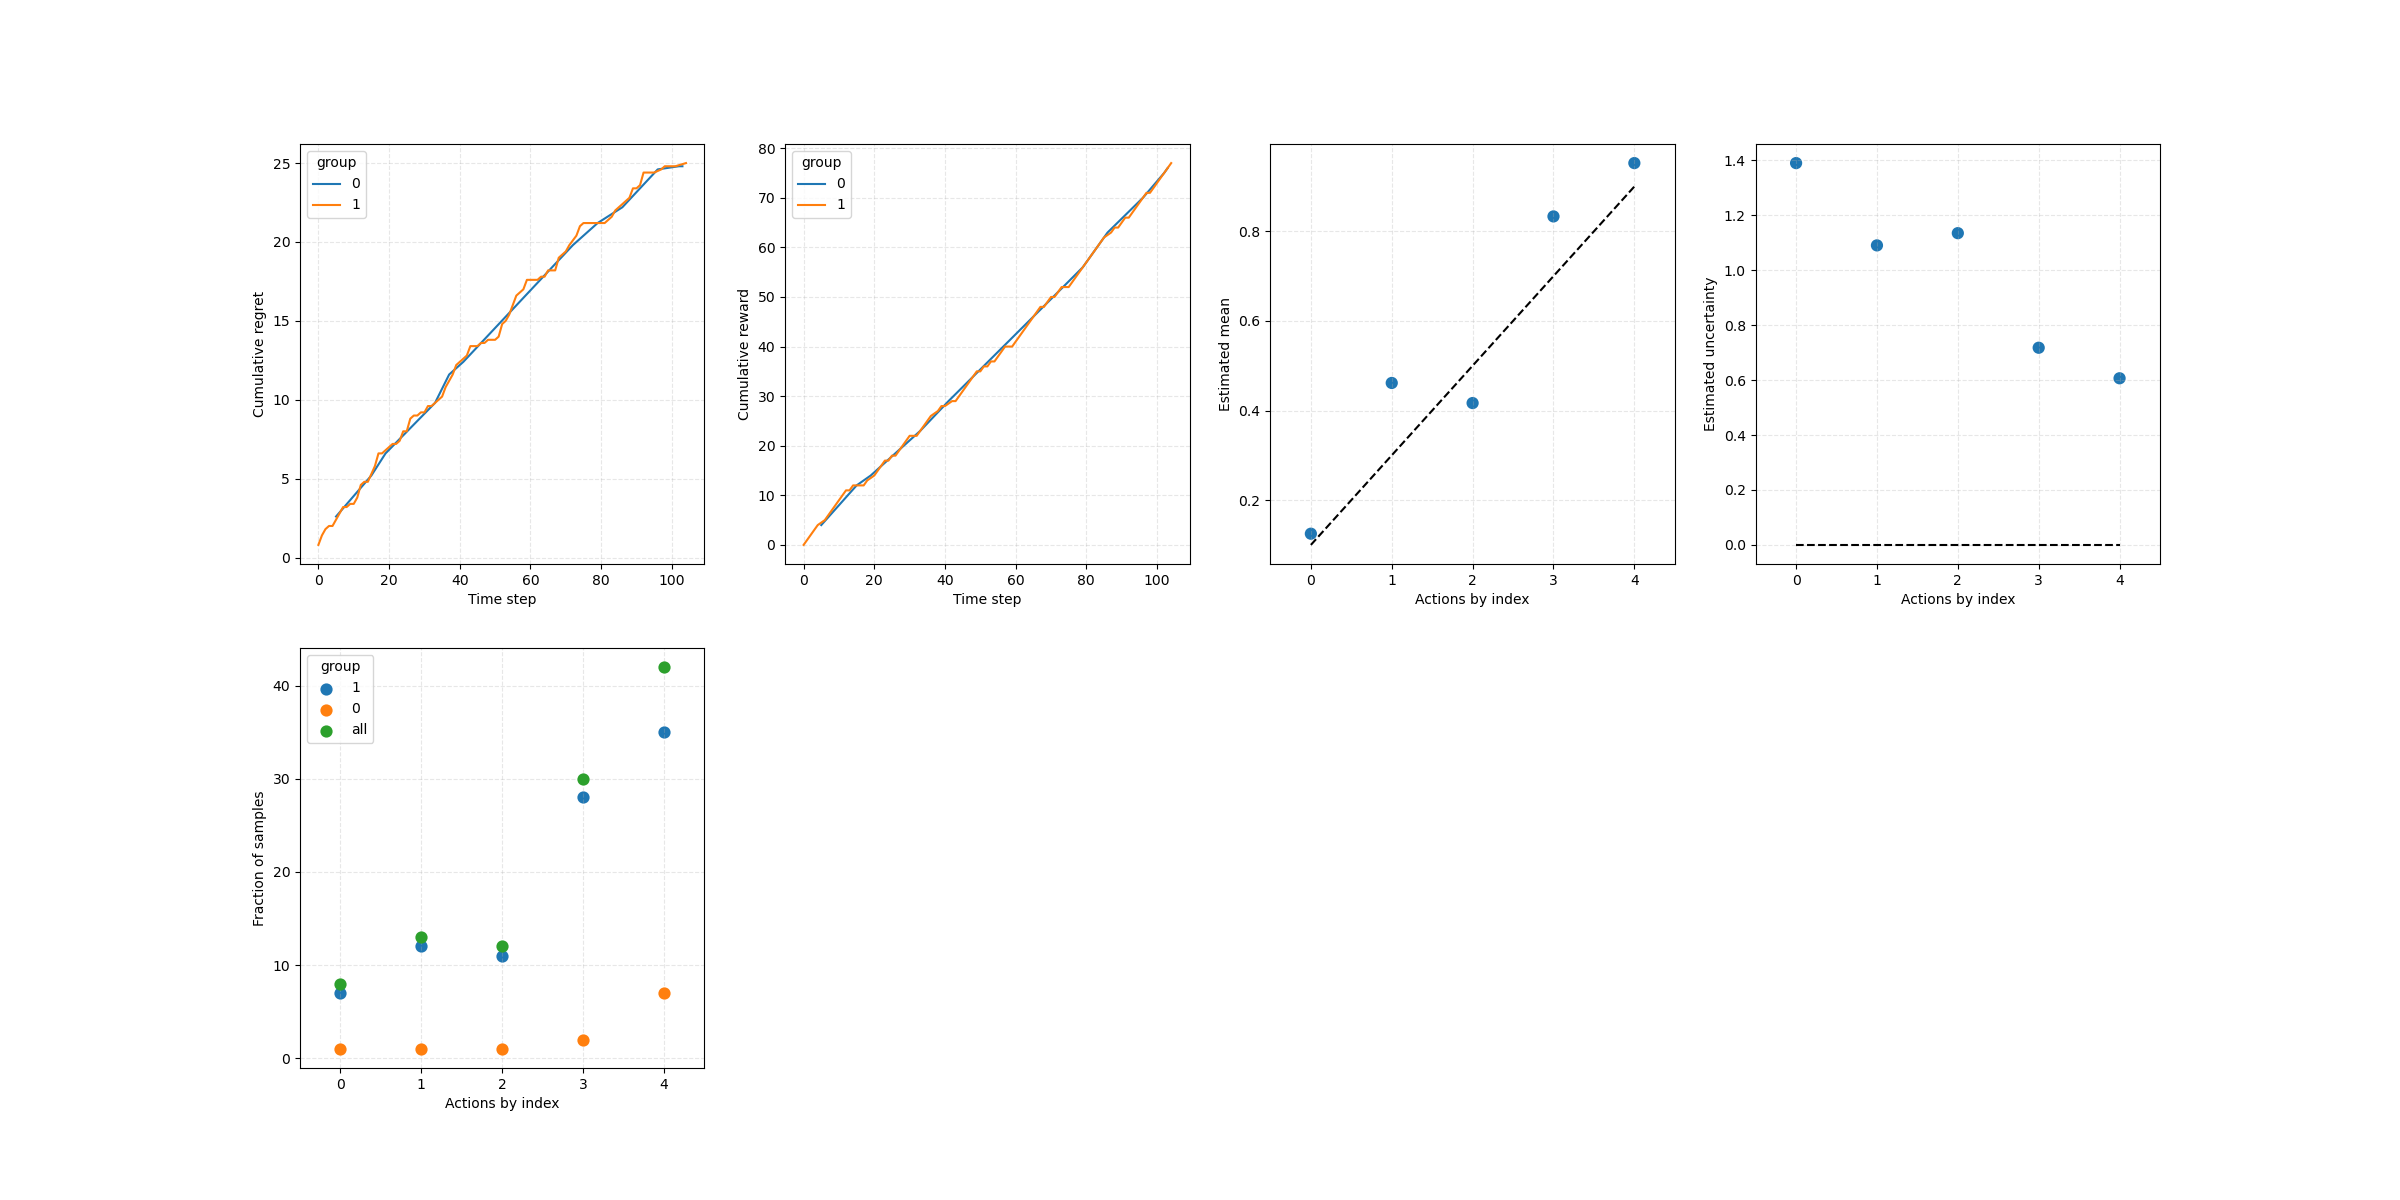 group
0
1
25
20
15
10
5
0
Cumulative regret
0 20 40 60 80 100
Time step
group
0
1
80
70
60
50
40
30
20
10
0
Cumulative reward
0 20 40 60 80 100
Time step
0.8
0.6
0.4
0.2
Estimated mean
0 1 2 3 4
Actions by index
1.4
1.2
1.0
0.8
0.6
0.4
0.2
0.0
Estimated uncertainty
0 1 2 3 4
Actions by index
group
1
0
all
40
30
20
10
0
Fraction of samples
0 1 2 3 4
Actions by index